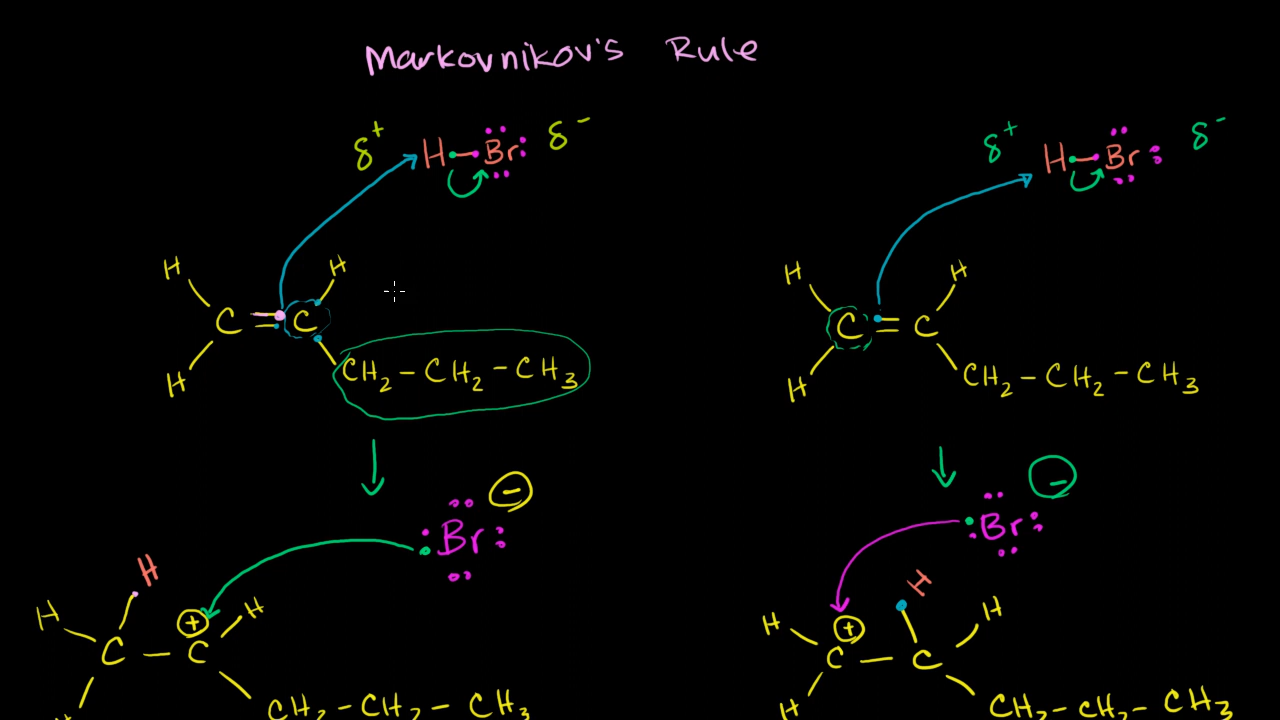 Markovnikov's Rule
δ+ H–Br: δ− δ+ H–Br: δ−
H H H H
C=C C=C
CH₂–CH₂–CH₃ CH₂–CH₂–CH₃
H H
:Br: − :Br: −
H H
H + H H + H
C–C C–C
H H
CH₂–CH₂–CH₃ CH₂–CH₂–CH₃